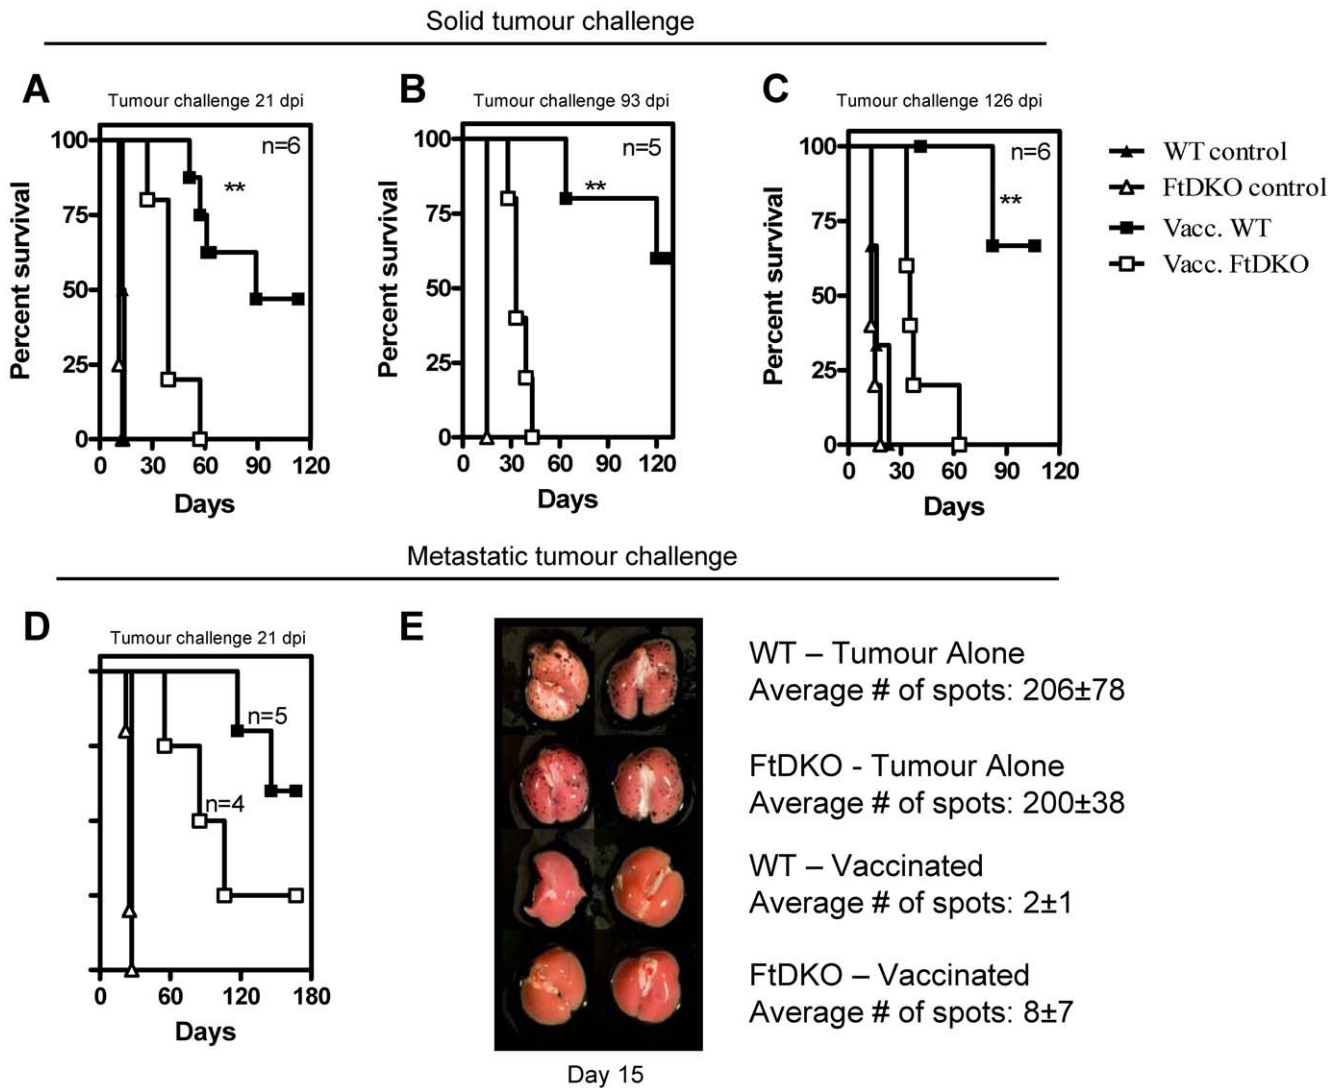 Solid tumour challenge
A
Tumour challenge 21 dpi
100
75
50
25
0
Percent survival
n=6
**
0 30 60 90 120
Days
B
Tumour challenge 93 dpi
100
75
50
25
0
Percent survival
n=5
**
0 30 60 90 120
Days
C
Tumour challenge 126 dpi
100
75
50
25
0
Percent survival
n=6
**
0 30 60 90 120
Days
WT control
FtDKO control
Vacc. WT
Vacc. FtDKO
Metastatic tumour challenge
D
Tumour challenge 21 dpi
n=5
n=4
0 60 120 180
Days
E
WT – Tumour Alone
Average # of spots: 206±78
FtDKO - Tumour Alone
Average # of spots: 200±38
WT – Vaccinated
Average # of spots: 2±1
FtDKO – Vaccinated
Average # of spots: 8±7
Day 15